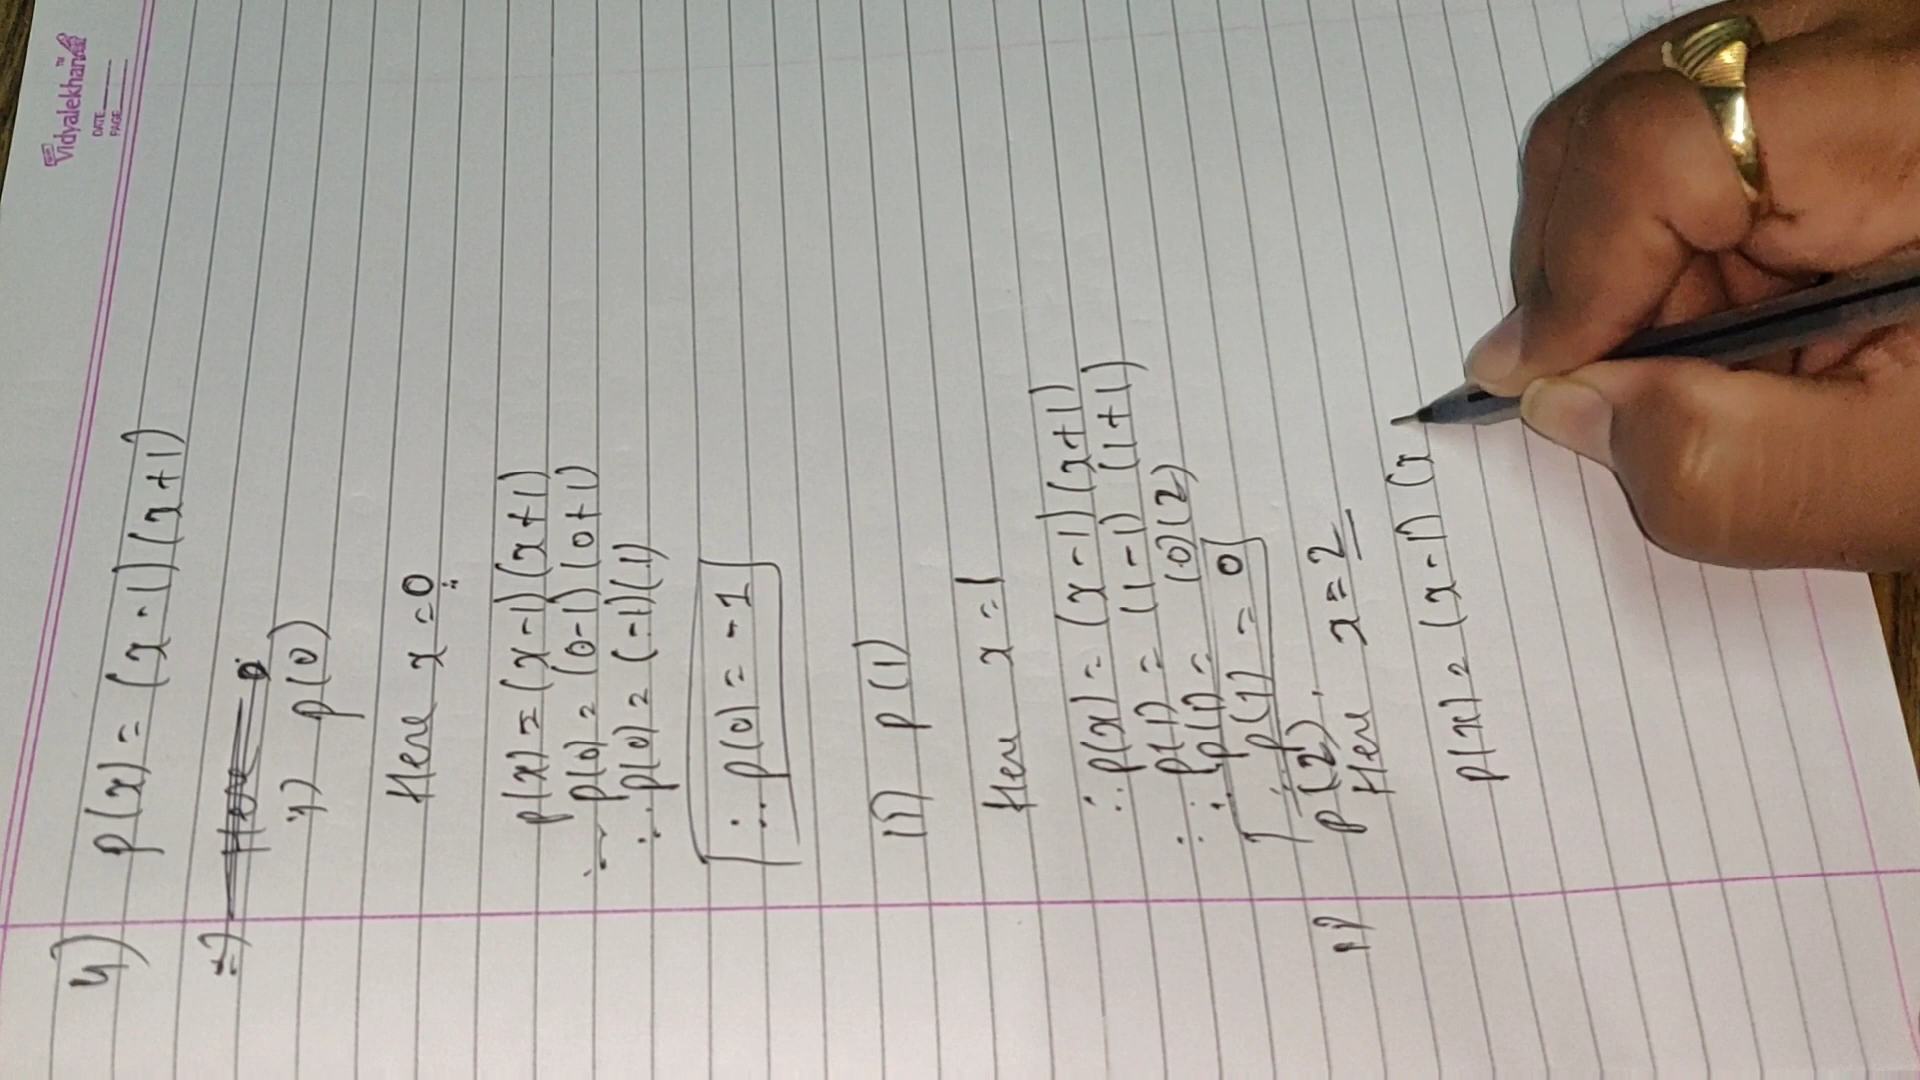 Vidyalekhan™
DATE
PAGE
4) p(x) = (x-1)(x+1)
=)
i) p(0)
Here x = 0
p(x) = (x-1)(x+1)
∴ p(0) = (0-1)(0+1)
∴ p(0) = (-1)(1)
∴ p(0) = -1
ii) p(1)
Here x = 1
∴ p(x) = (x-1)(x+1)
∴ p(1) = (1-1)(1+1)
∴ p(1) = (0)(2)
∴ p(1) = 0
p(2).
Here x = 2
p(x) = (x-1)(x